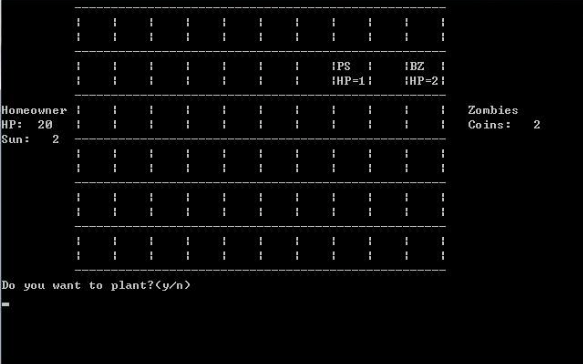 PS BZ
HP=1 HP=2
Homeowner Zombies
HP: 20 Coins: 2
Sun: 2
Do you want to plant?(y/n)